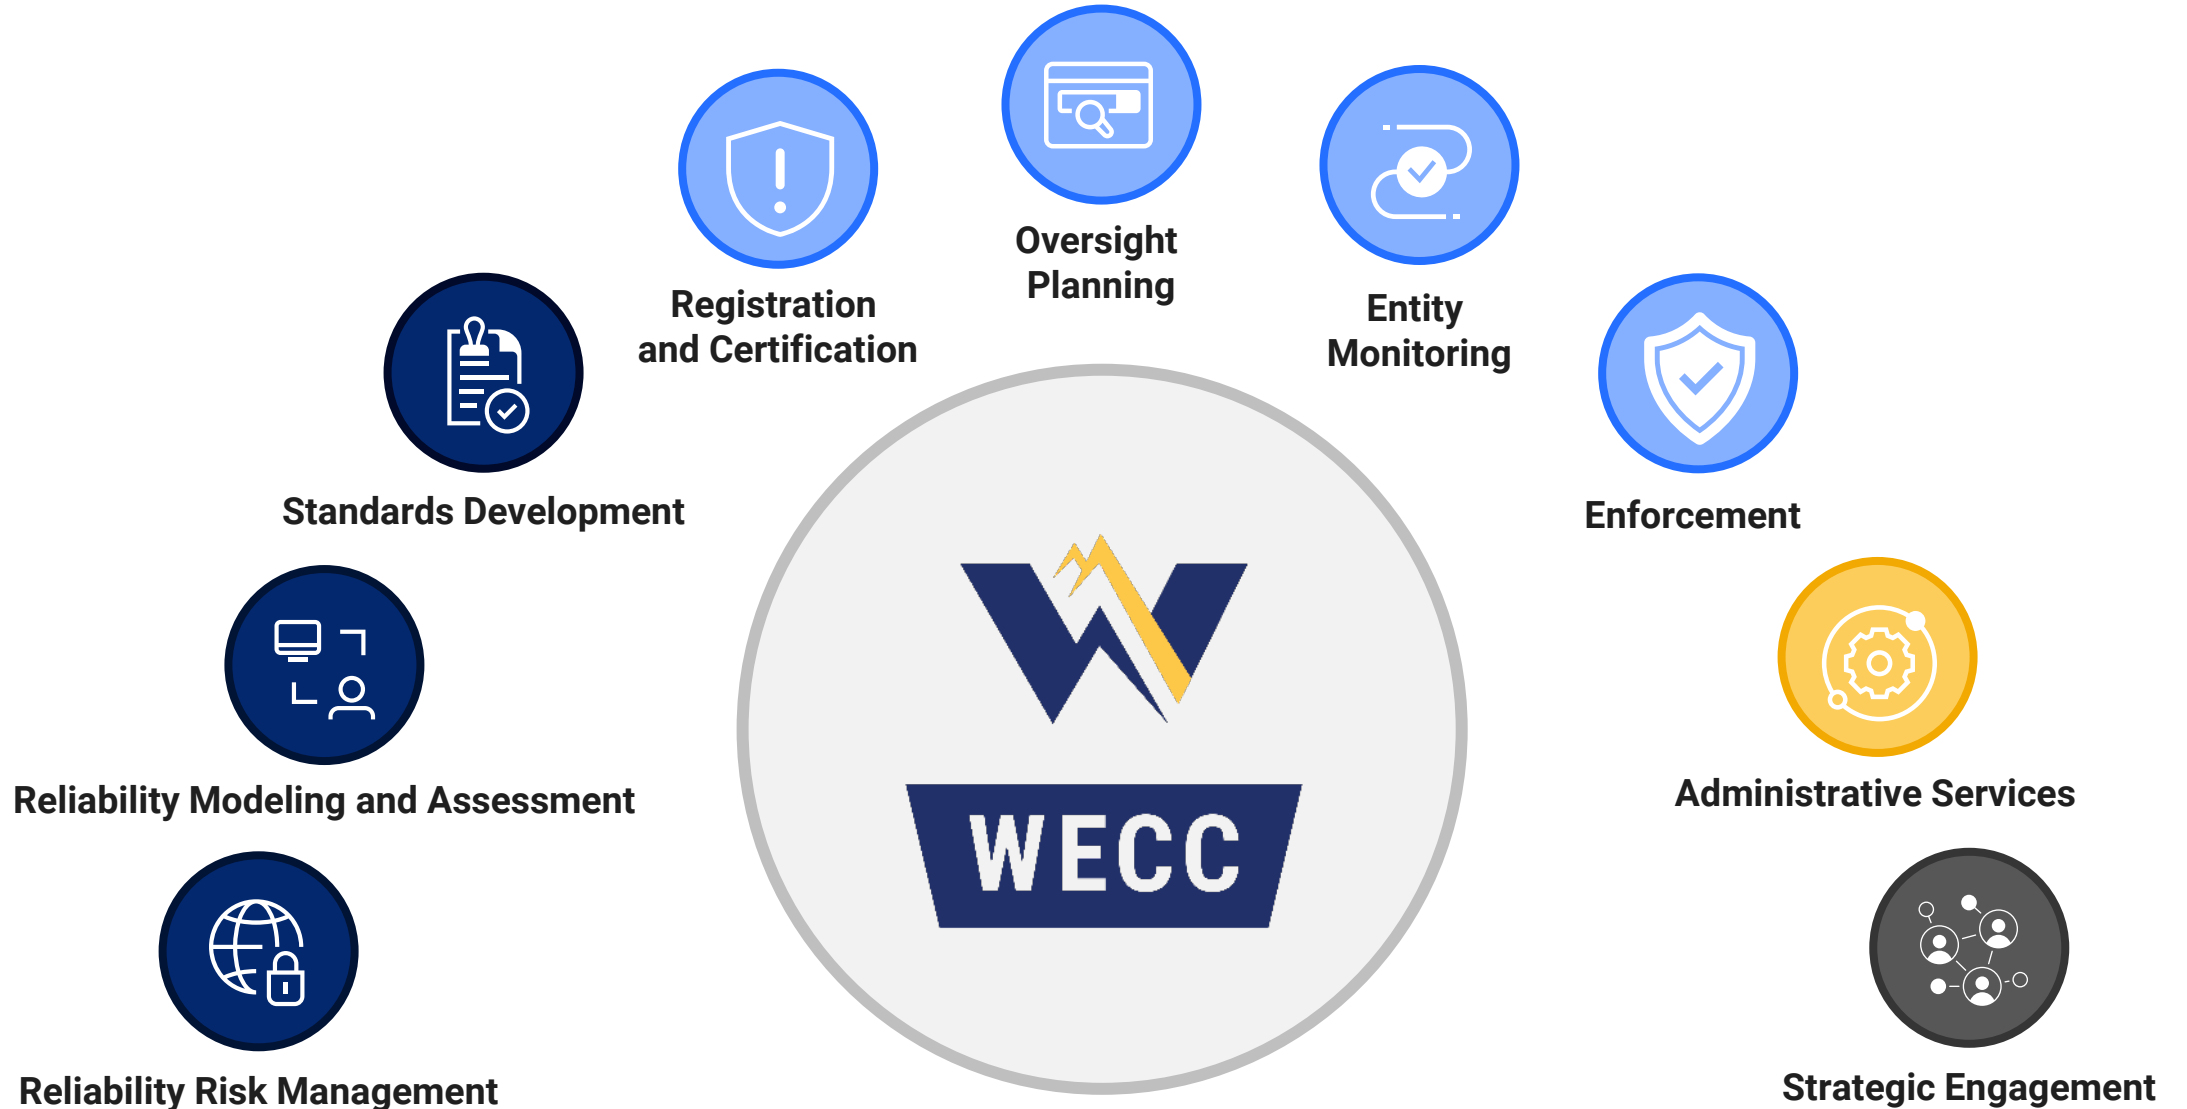 Oversight
Planning
Registration
and Certification
Entity
Monitoring
Standards Development
Enforcement
Reliability Modeling and Assessment
Administrative Services
WECC
Reliability Risk Management
Strategic Engagement